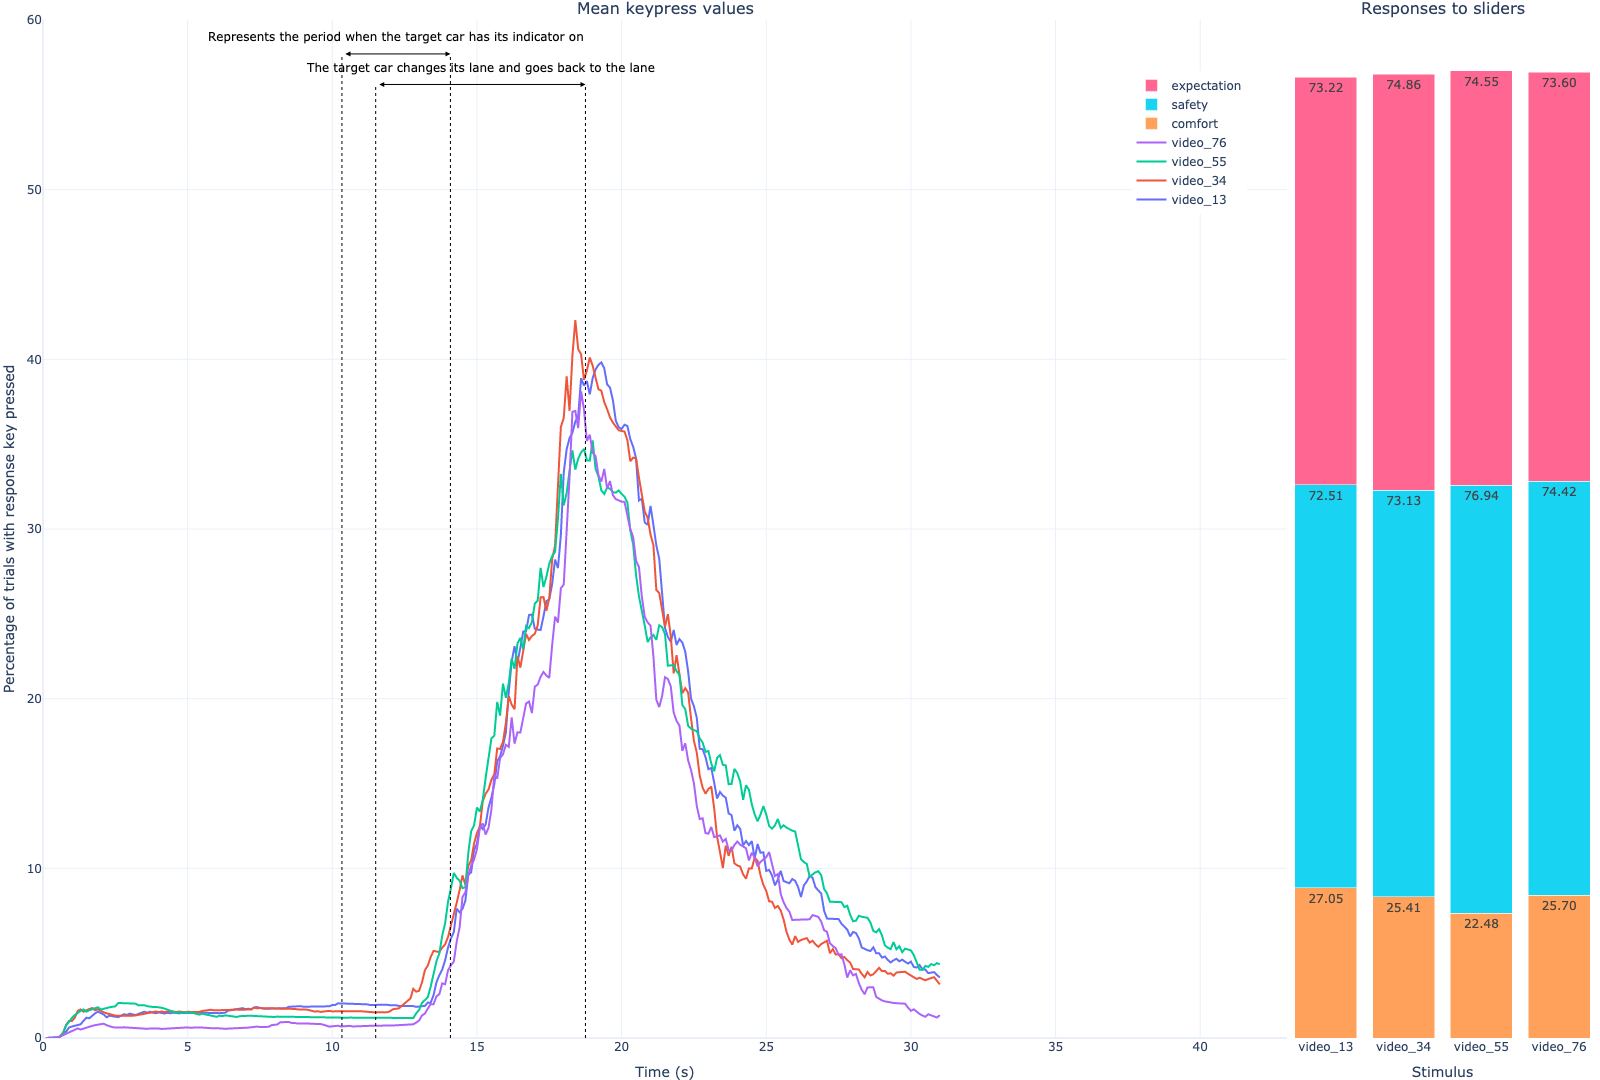 Mean keypress values
Responses to sliders
Represents the period when the target car has its indicator on
The target car changes its lane and goes back to the lane
expectation
safety
comfort
video_76
video_55
video_34
video_13
Percentage of trials with response key pressed
60
50
40
30
20
10
0
0 5 10 15 20 25 30 35 40
Time (s)
73.22 74.86 74.55 73.60
72.51 73.13 76.94 74.42
27.05 25.41 22.48 25.70
video_13 video_34 video_55 video_76
Stimulus